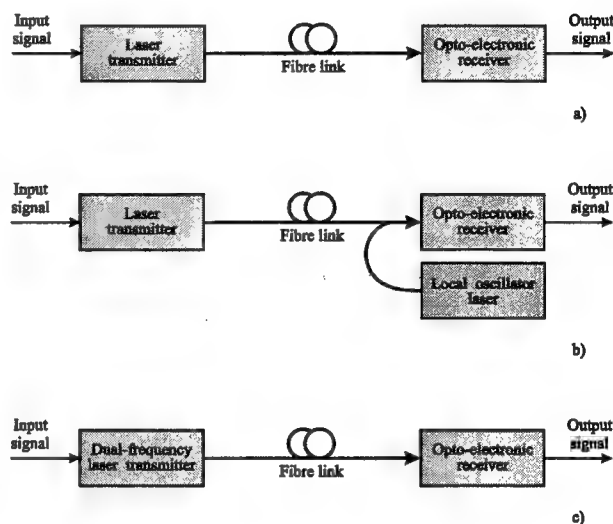 Input signal
Laser transmitter
Fibre link
Opto-electronic receiver
Output signal
a)
Input signal
Laser transmitter
Fibre link
Opto-electronic receiver
Output signal
Local oscillator laser
b)
Input signal
Dual-frequency laser transmitter
Fibre link
Opto-electronic receiver
Output signal
c)